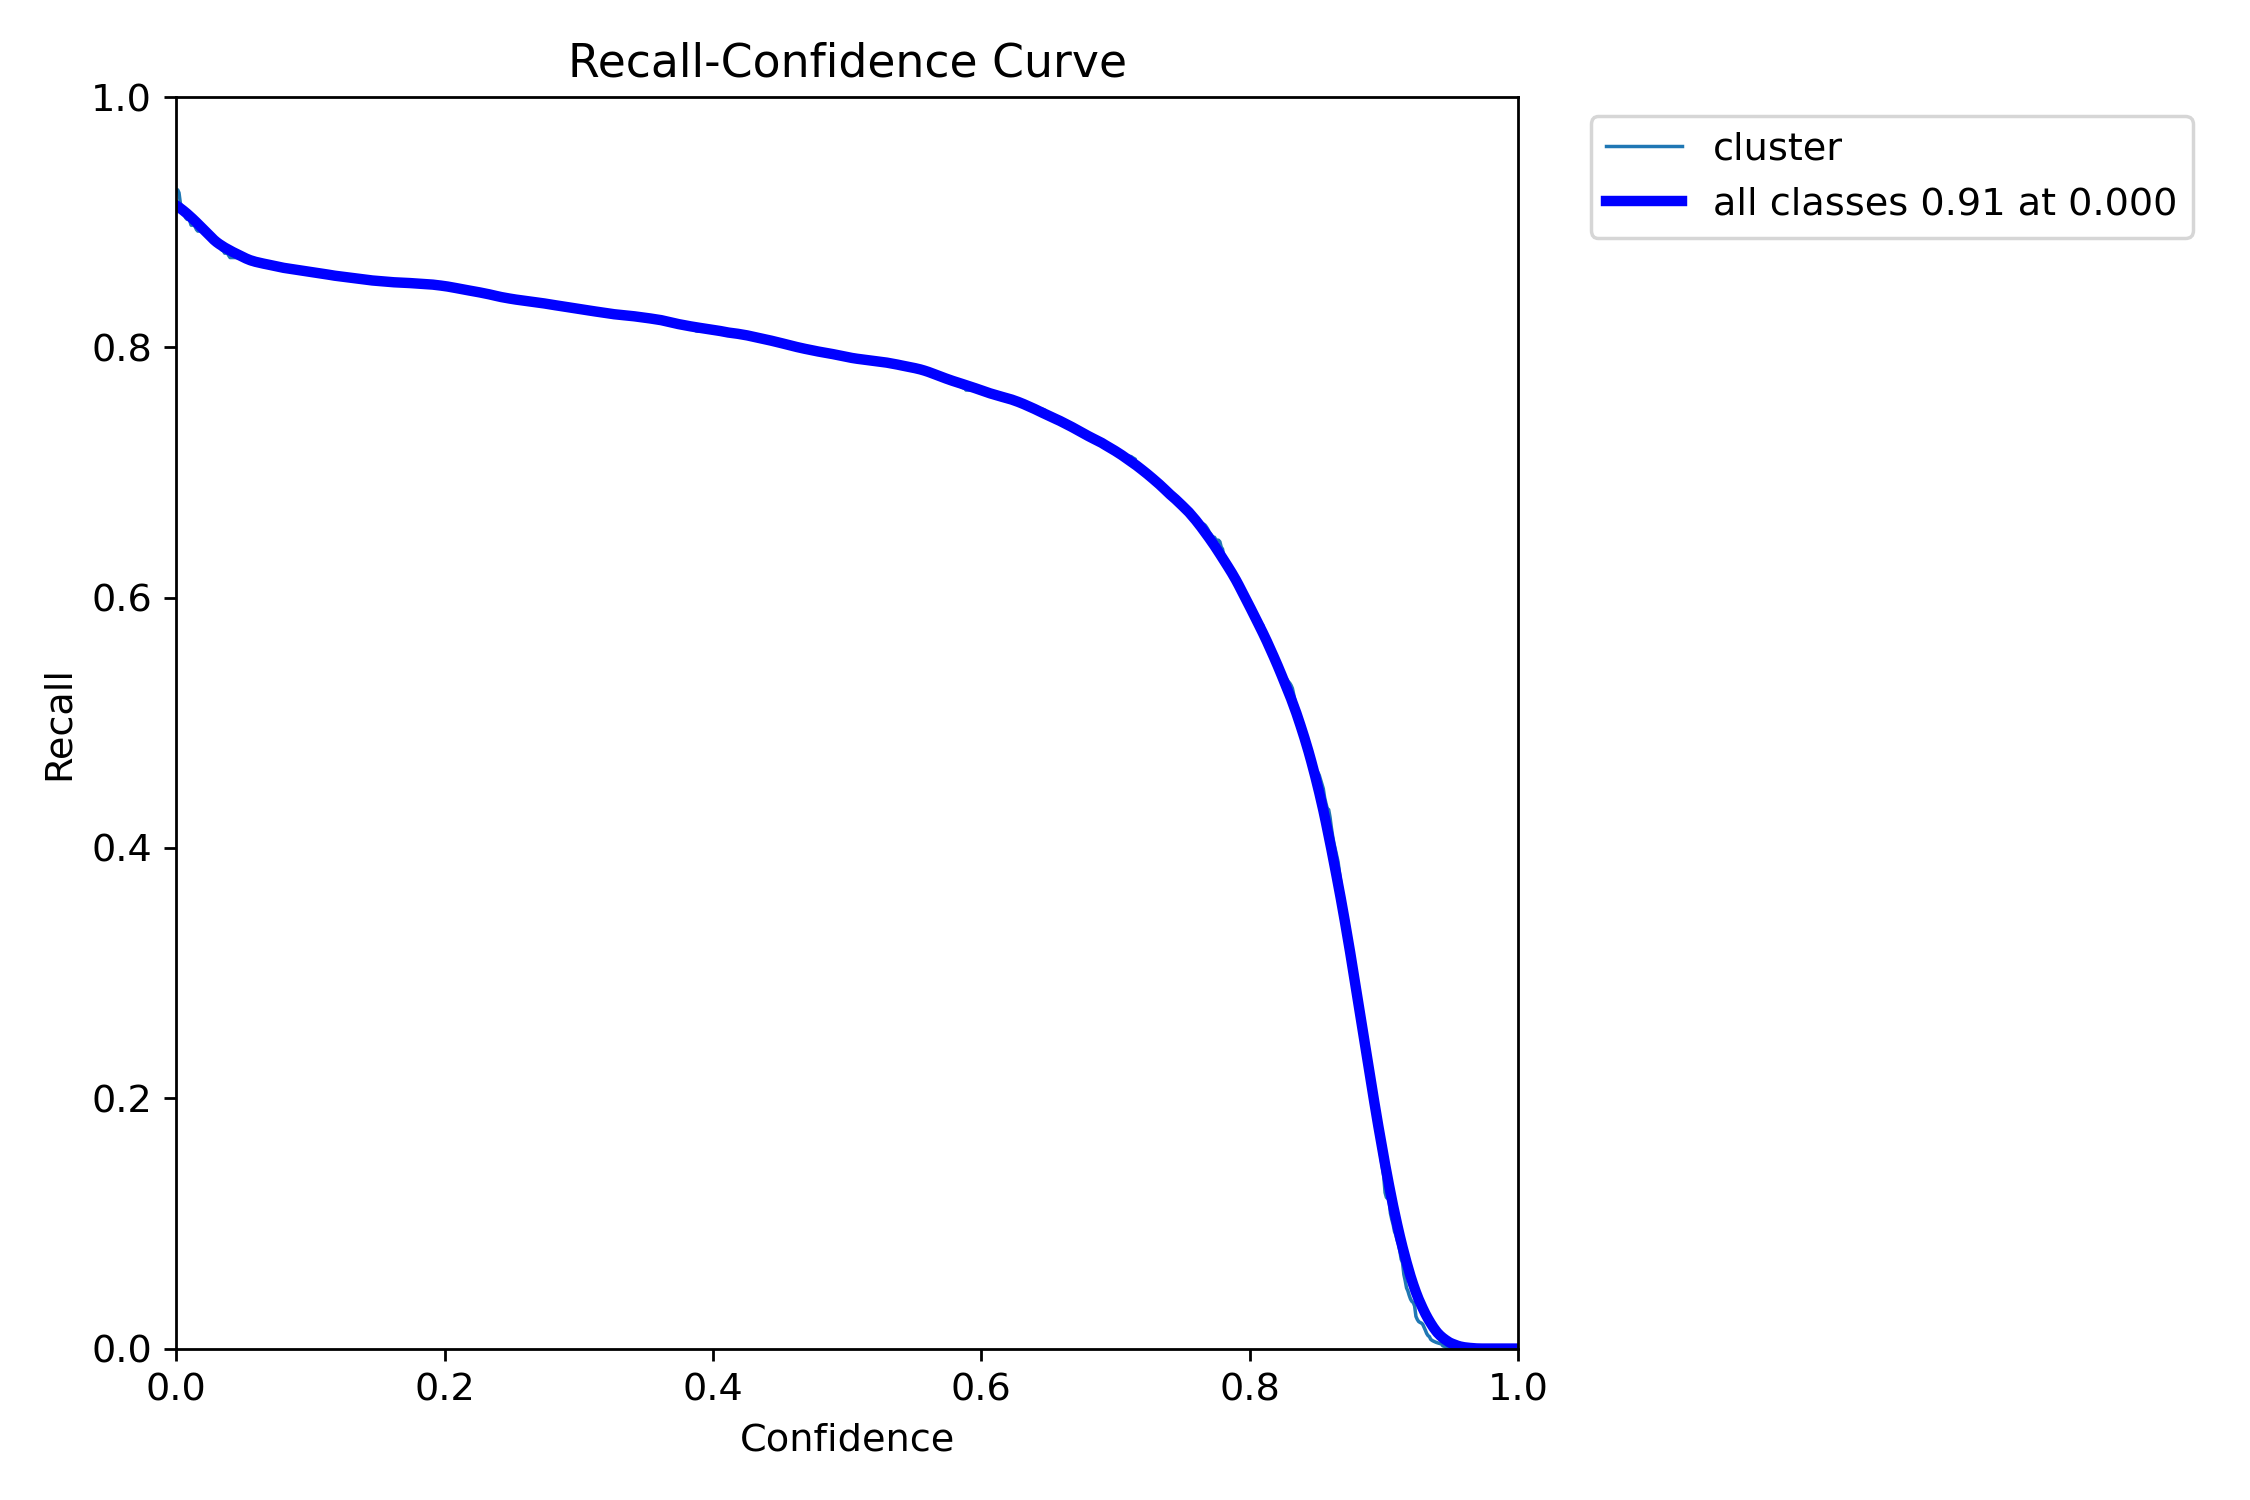 Recall-Confidence Curve
1.0
0.8
0.6
0.4
0.2
0.0
Recall
0.0 0.2 0.4 0.6 0.8 1.0
Confidence
cluster
all classes 0.91 at 0.000